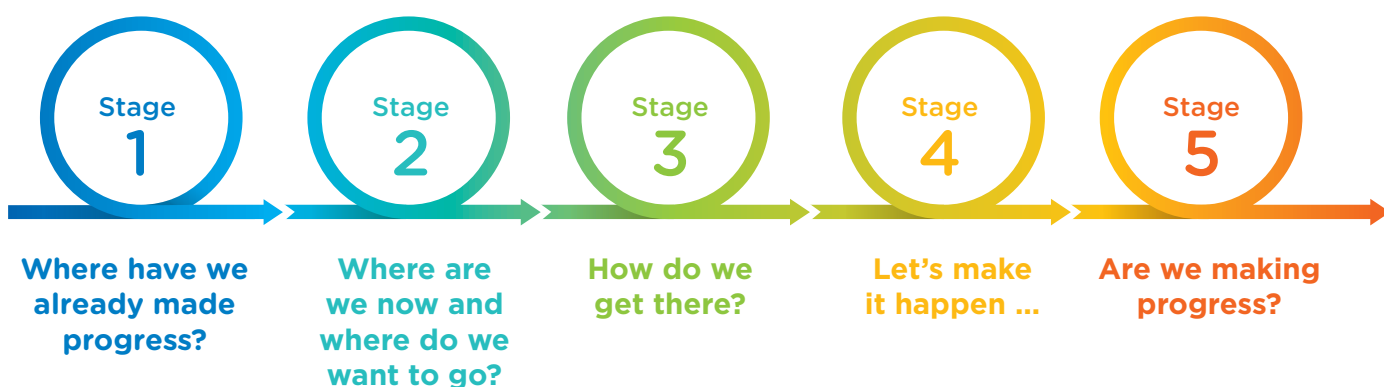 Stage
1
Where have we
already made
progress?
Stage
2
Where are
we now and
where do we
want to go?
Stage
3
How do we
get there?
Stage
4
Let’s make
it happen ...
Stage
5
Are we making
progress?